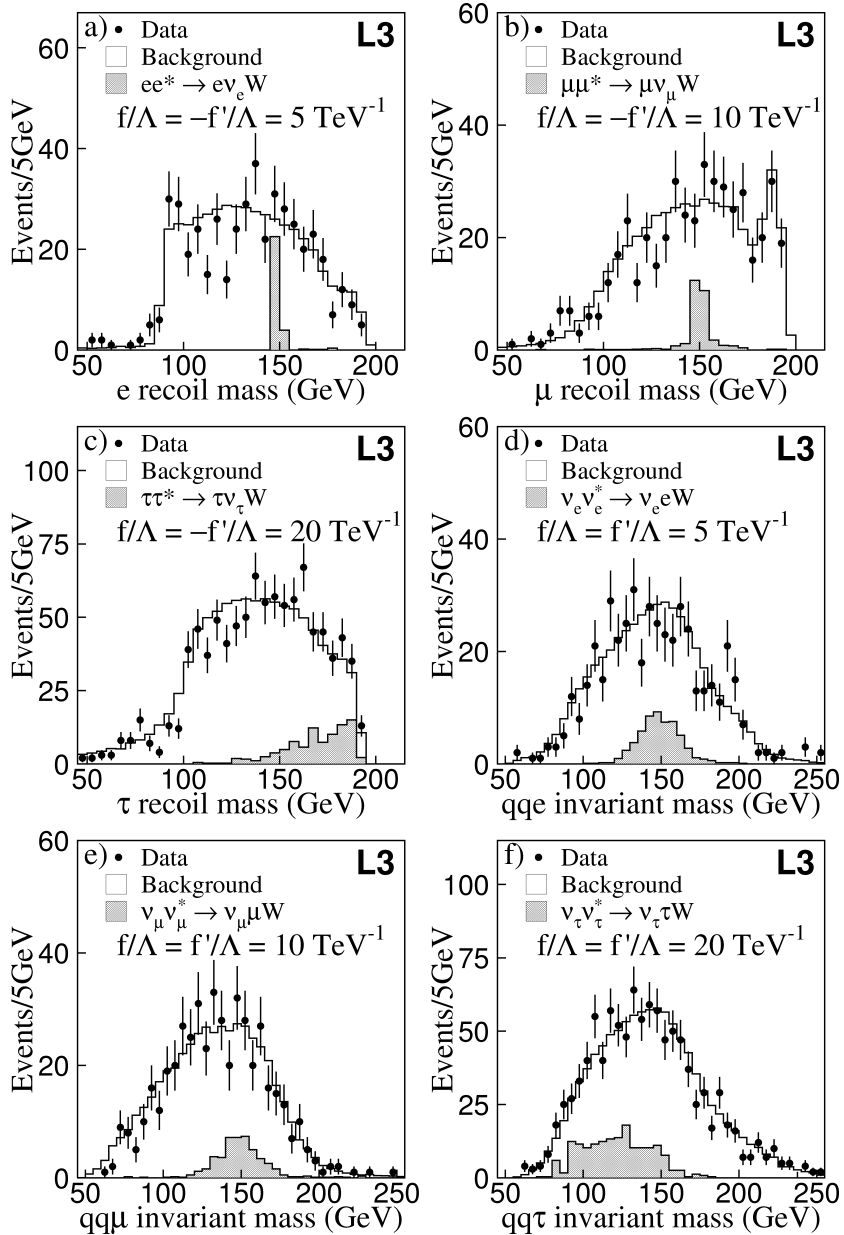 a)
L3
Data
Background
ee* → eνₑW
f/Λ = −f'/Λ = 5 TeV⁻¹
Events/5GeV
60
40
20
0
50 100 150 200
e recoil mass (GeV)
b)
L3
Data
Background
μμ* → μν_μW
f/Λ = −f'/Λ = 10 TeV⁻¹
Events/5GeV
60
40
20
0
50 100 150 200
μ recoil mass (GeV)
c)
L3
Data
Background
ττ* → τν_τW
f/Λ = −f'/Λ = 20 TeV⁻¹
Events/5GeV
100
75
50
25
0
50 100 150 200
τ recoil mass (GeV)
d)
L3
Data
Background
νₑνₑ* → νₑeW
f/Λ = f'/Λ = 5 TeV⁻¹
Events/5GeV
60
40
20
0
50 100 150 200 250
qqe invariant mass (GeV)
e)
L3
Data
Background
ν_μν_μ* → ν_μμW
f/Λ = f'/Λ = 10 TeV⁻¹
Events/5GeV
60
40
20
0
50 100 150 200 250
qqμ invariant mass (GeV)
f)
L3
Data
Background
ν_τν_τ* → ν_ττW
f/Λ = f'/Λ = 20 TeV⁻¹
Events/5GeV
100
75
50
25
0
50 100 150 200 250
qqτ invariant mass (GeV)